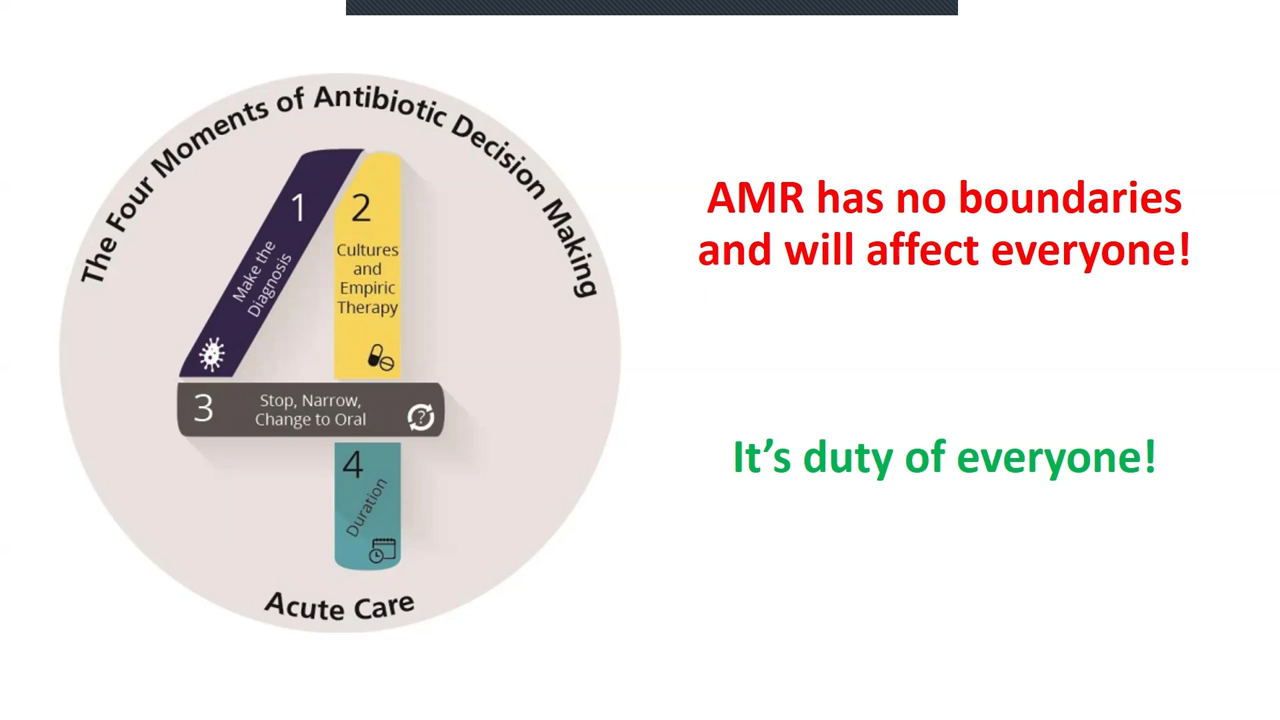 The Four Moments of Antibiotic Decision Making
1
Make the
Diagnosis
2
Cultures
and
Empiric
Therapy
3
Stop, Narrow,
Change to Oral
?
4
Duration
Acute Care
AMR has no boundaries
and will affect everyone!
It's duty of everyone!